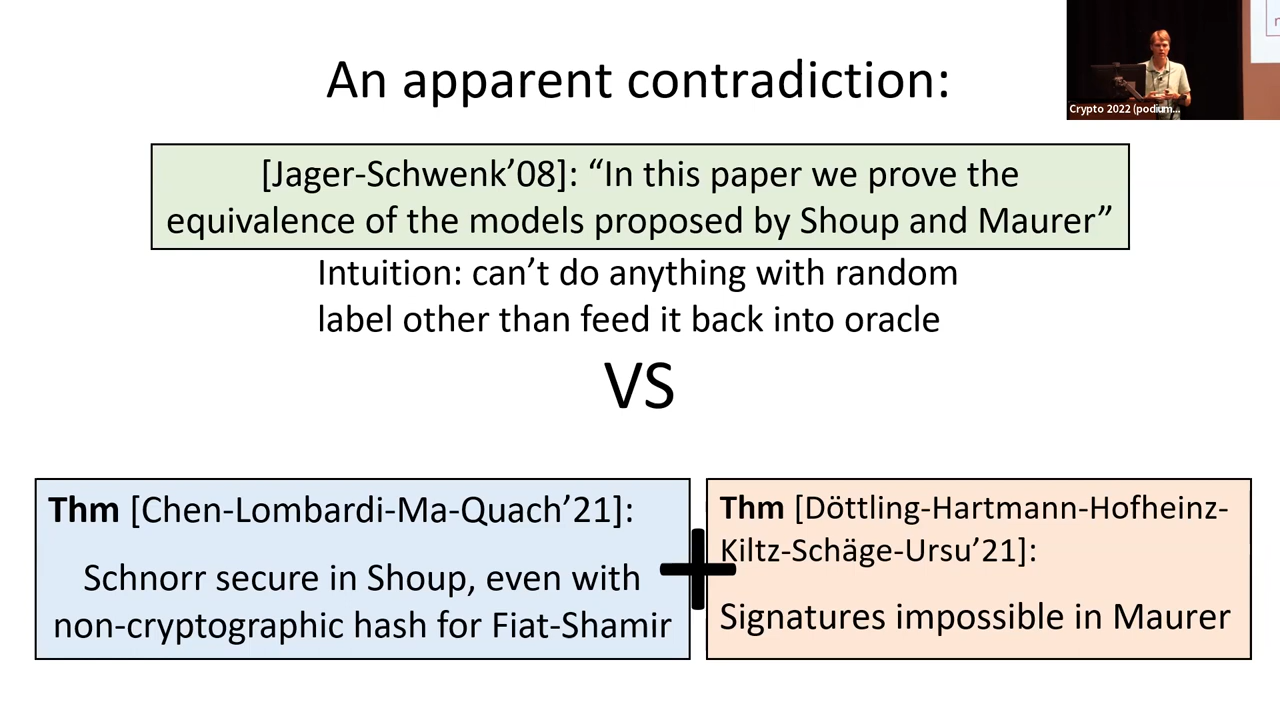 An apparent contradiction:
Crypto 2022 (podium...
[Jager-Schwenk’08]: “In this paper we prove the
equivalence of the models proposed by Shoup and Maurer”
Intuition: can’t do anything with random
label other than feed it back into oracle
VS
Thm [Chen-Lombardi-Ma-Quach’21]:
Schnorr secure in Shoup, even with
non-cryptographic hash for Fiat-Shamir
+
Thm [Döttling-Hartmann-Hofheinz-
Kiltz-Schäge-Ursu’21]:
Signatures impossible in Maurer